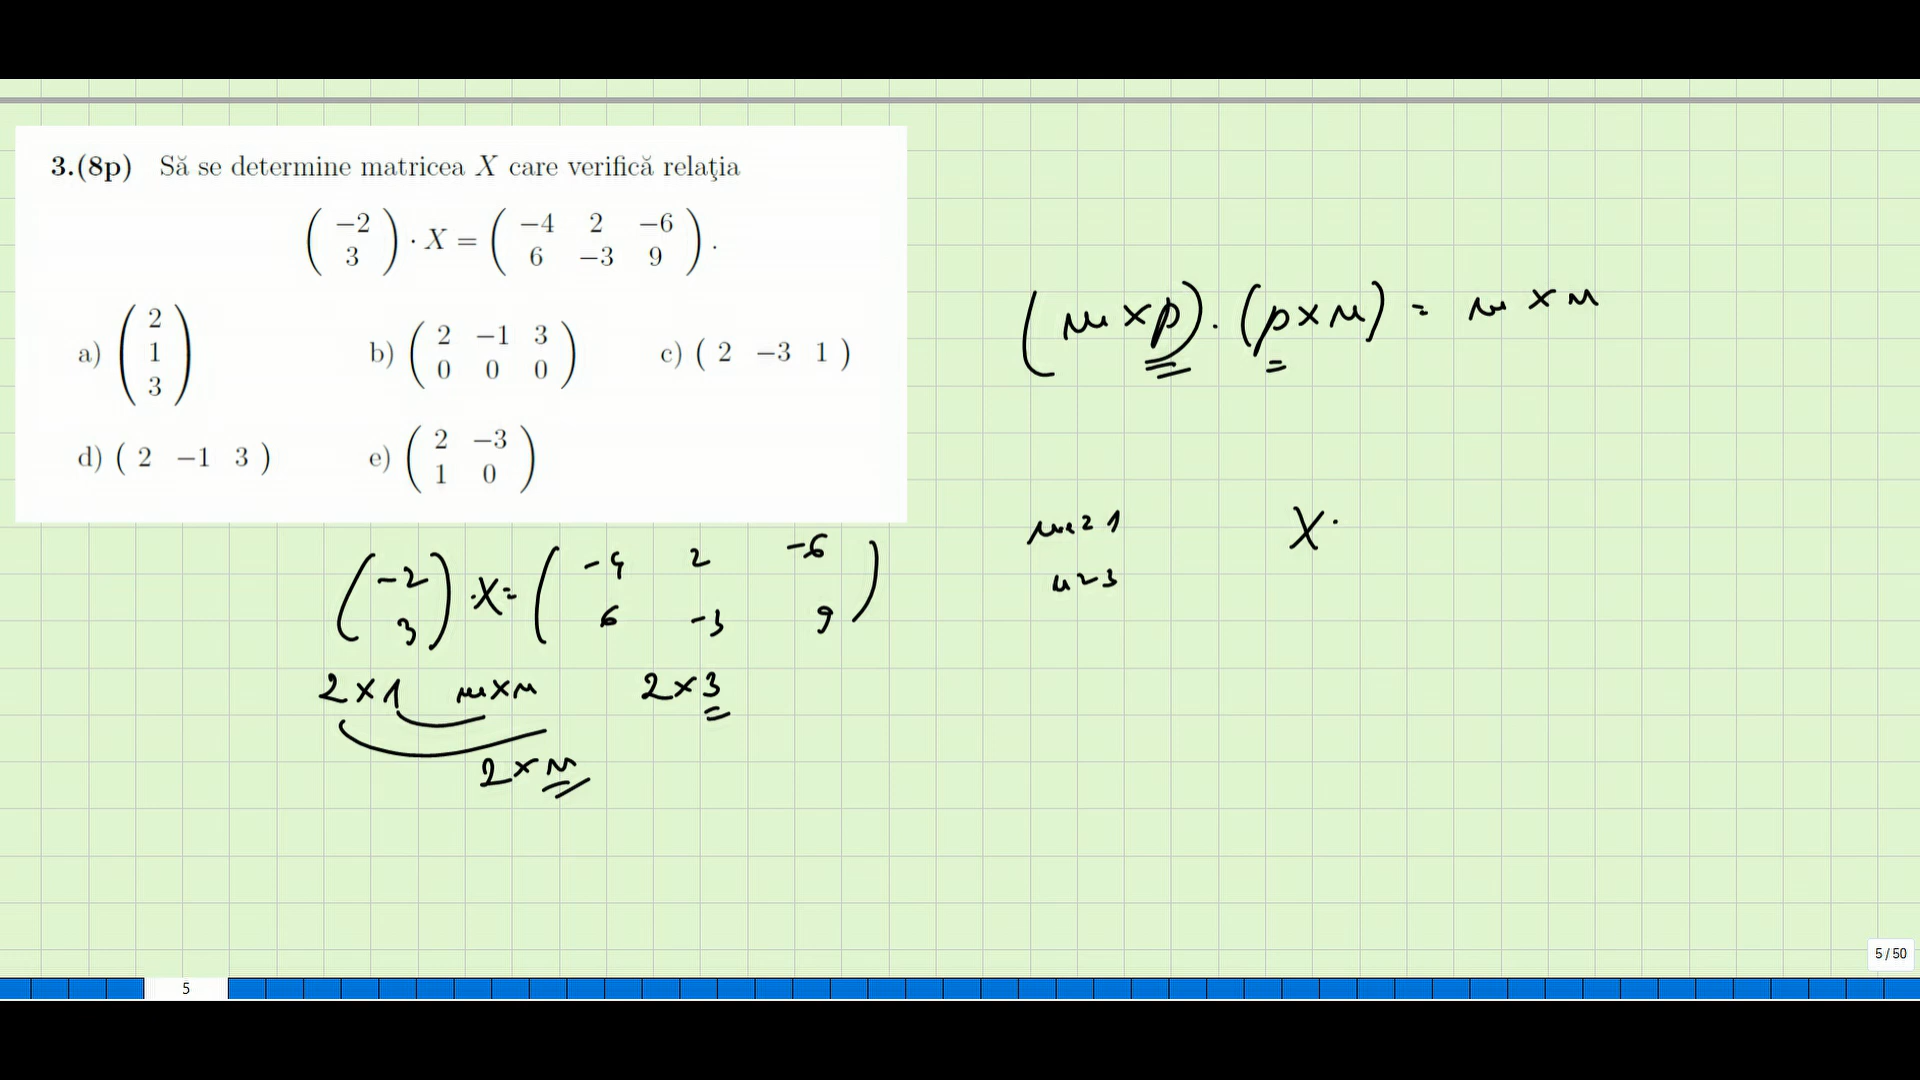 3.(8p) Să se determine matricea X care verifică relaţia
( −2 ) · X = ( −4 2 −6 ) .
( 3 ) ( 6 −3 9 )
a) ( 2 1 3 ) b) ( 2 −1 3 0 0 0 ) c) ( 2 −3 1 )
d) ( 2 −1 3 ) e) ( 2 −3 1 0 )
(m×p)·(p×n) = m×n
( -2 ) ·X= ( -4 2 -6 )
( 3 ) ( 6 -3 9 )
2×1 m×n 2×3
2×n
m=1
n=3
X·
5 / 50
5